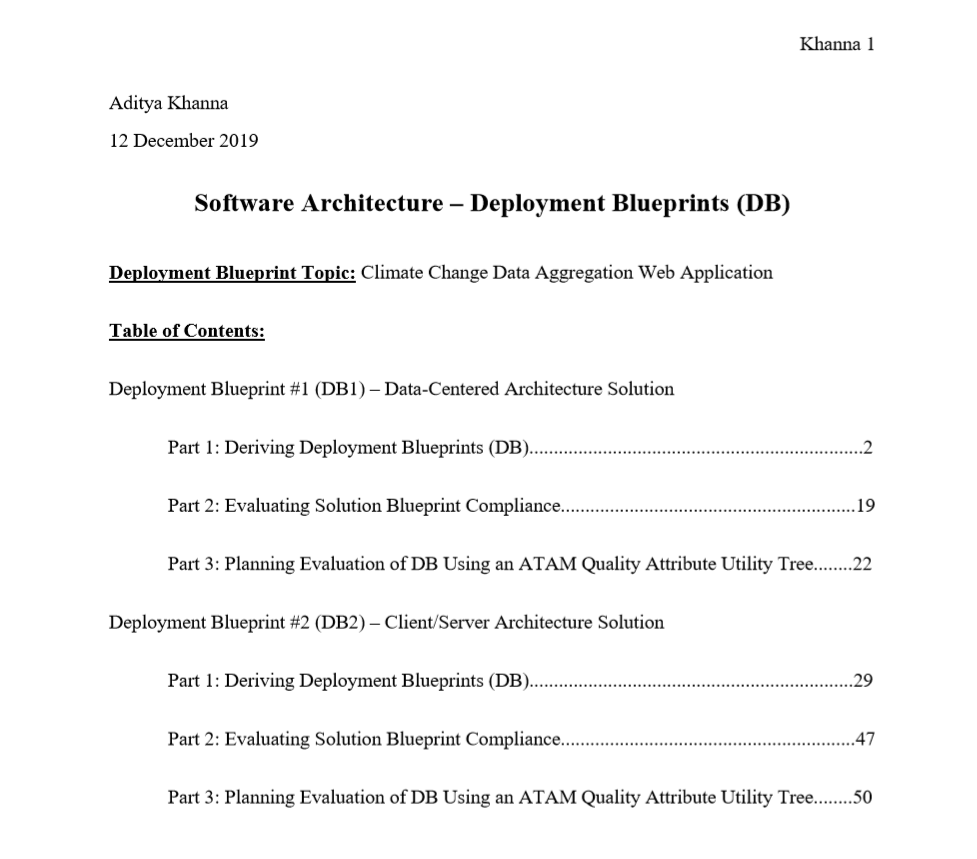 Khanna 1
Aditya Khanna
12 December 2019
Software Architecture – Deployment Blueprints (DB)
Deployment Blueprint Topic: Climate Change Data Aggregation Web Application
Table of Contents:
Deployment Blueprint #1 (DB1) – Data-Centered Architecture Solution
Part 1: Deriving Deployment Blueprints (DB)....................................................................2
Part 2: Evaluating Solution Blueprint Compliance............................................................19
Part 3: Planning Evaluation of DB Using an ATAM Quality Attribute Utility Tree........22
Deployment Blueprint #2 (DB2) – Client/Server Architecture Solution
Part 1: Deriving Deployment Blueprints (DB)..................................................................29
Part 2: Evaluating Solution Blueprint Compliance............................................................47
Part 3: Planning Evaluation of DB Using an ATAM Quality Attribute Utility Tree........50